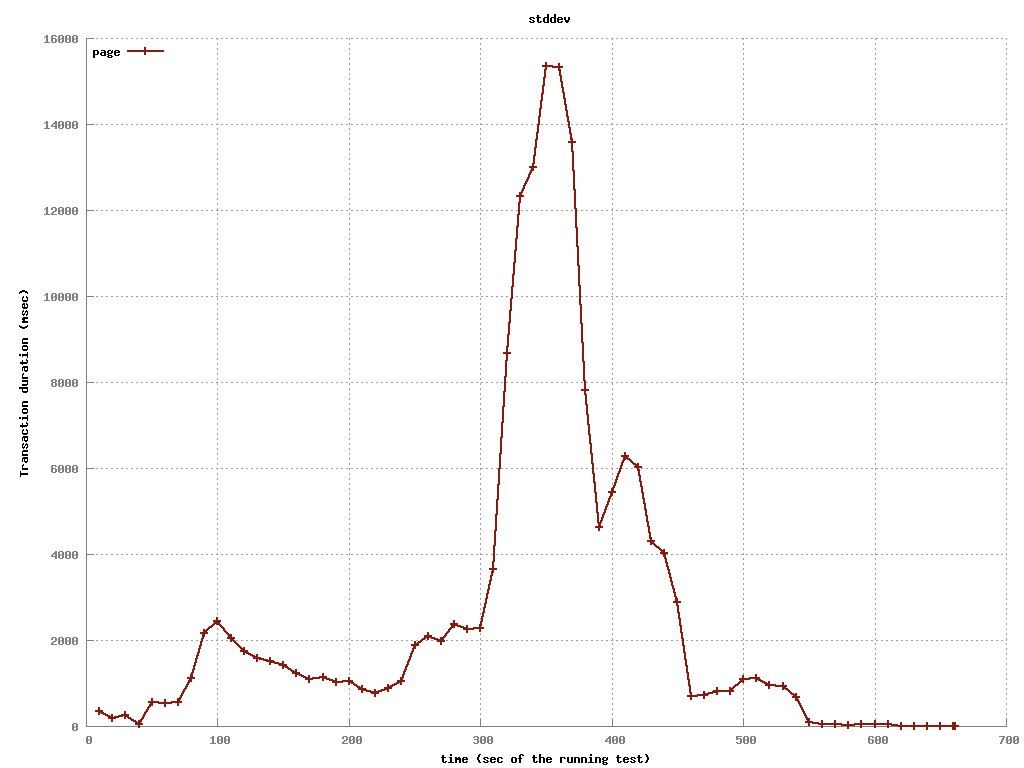 stddev
page
16000
14000
12000
10000
8000
6000
4000
2000
0
Transaction duration (msec)
0 100 200 300 400 500 600 700
time (sec of the running test)